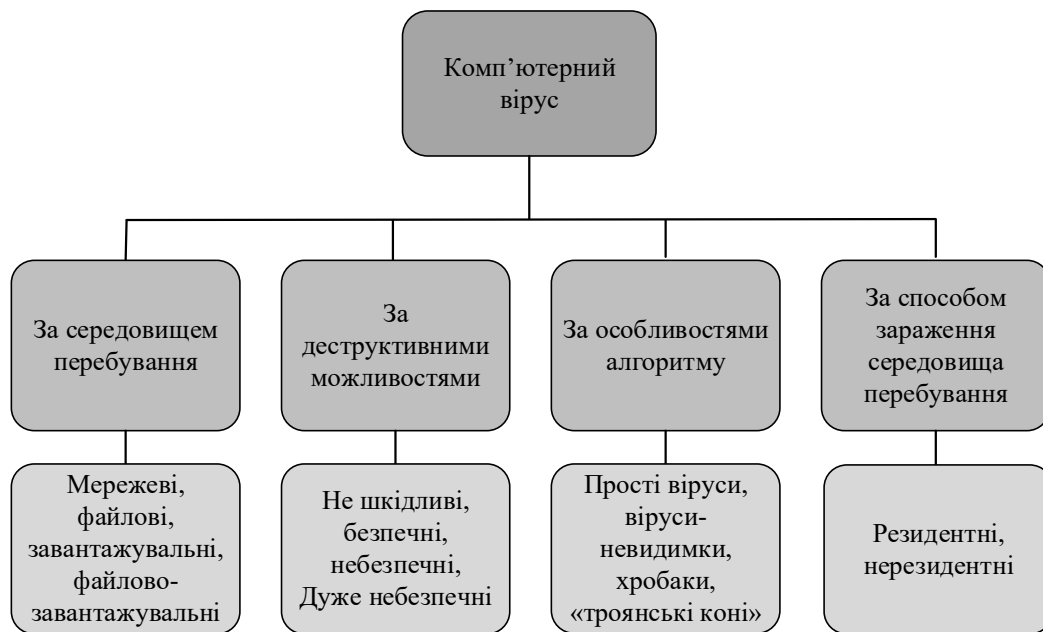 Комп’ютерний
вірус
За середовищем
перебування
За
деструктивними
можливостями
За особливостями
алгоритму
За способом
зараження
середовища
перебування
Мережеві,
файлові,
завантажувальні,
файлово-
завантажувальні
Не шкідливі,
безпечні,
небезпечні,
Дуже небезпечні
Прості віруси,
віруси-
невидимки,
хробаки,
«троянські коні»
Резидентні,
нерезидентні